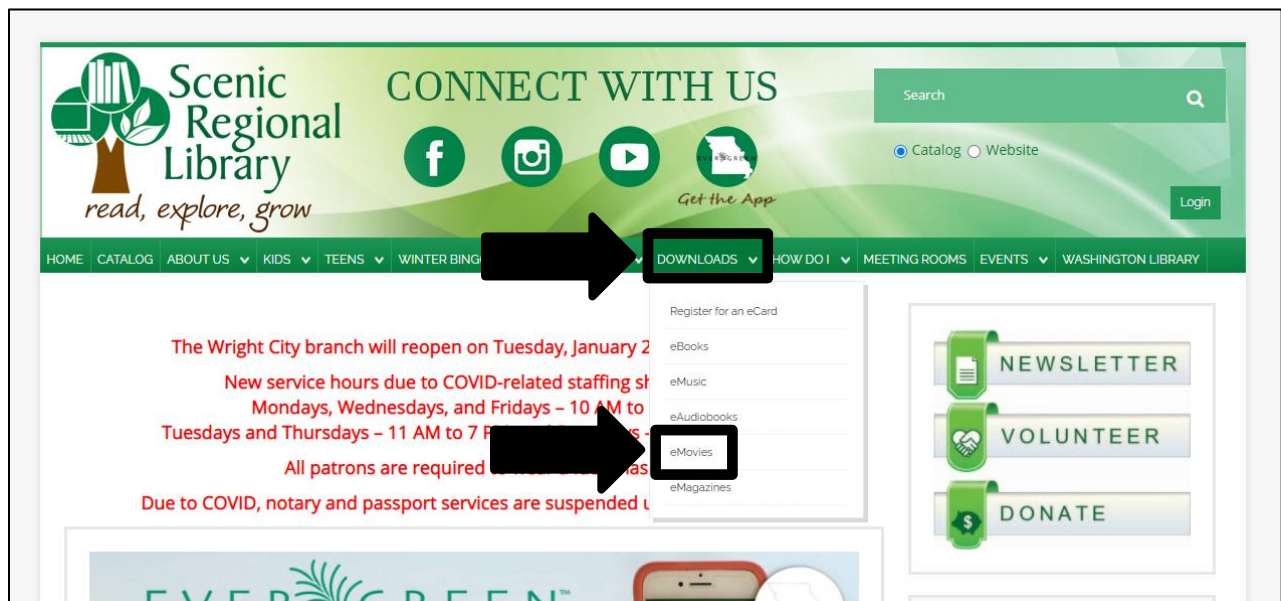 Scenic
Regional
Library
read, explore, grow
CONNECT WITH US
f
EVERGREEN
Get the App
Search
Catalog Website
Login
HOME CATALOG ABOUT US KIDS TEENS WINTER BING DOWNLOADS HOW DO I MEETING ROOMS EVENTS WASHINGTON LIBRARY
Register for an eCard
eBooks
eMusic
eAudiobooks
eMovies
eMagazines
The Wright City branch will reopen on Tuesday, January 2
New service hours due to COVID-related staffing
Mondays, Wednesdays, and Fridays – 10 AM to
Tuesdays and Thursdays – 11 AM to 7
All patrons are required
Due to COVID, notary and passport services are suspended
NEWSLETTER
VOLUNTEER
DONATE
EVERGREEN™